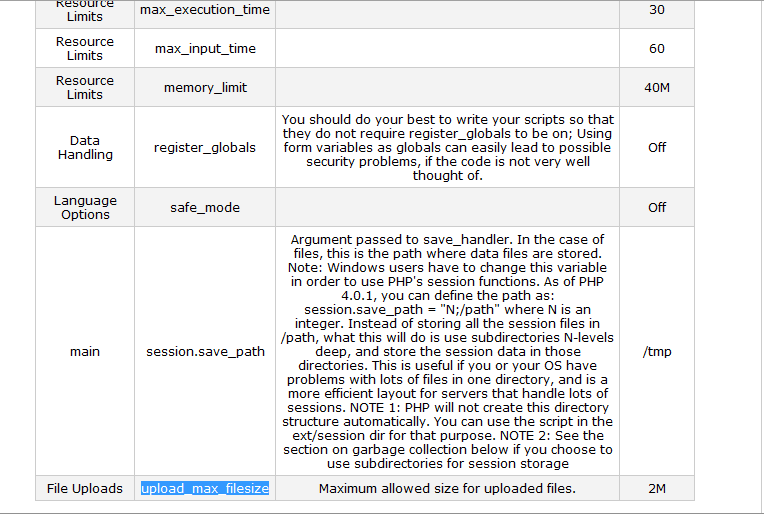 Resource
Limits
max_execution_time
30
Resource
Limits
max_input_time
60
Resource
Limits
memory_limit
40M
Data
Handling
register_globals
You should do your best to write your scripts so that
they do not require register_globals to be on; Using
form variables as globals can easily lead to possible
security problems, if the code is not very well
thought of.
Off
Language
Options
safe_mode
Off
main
session.save_path
Argument passed to save_handler. In the case of
files, this is the path where data files are stored.
Note: Windows users have to change this variable
in order to use PHP's session functions. As of PHP
4.0.1, you can define the path as:
session.save_path = "N;/path" where N is an
integer. Instead of storing all the session files in
/path, what this will do is use subdirectories N-levels
deep, and store the session data in those
directories. This is useful if you or your OS have
problems with lots of files in one directory, and is a
more efficient layout for servers that handle lots of
sessions. NOTE 1: PHP will not create this directory
structure automatically. You can use the script in the
ext/session dir for that purpose. NOTE 2: See the
section on garbage collection below if you choose to
use subdirectories for session storage
/tmp
File Uploads
upload_max_filesize
Maximum allowed size for uploaded files.
2M